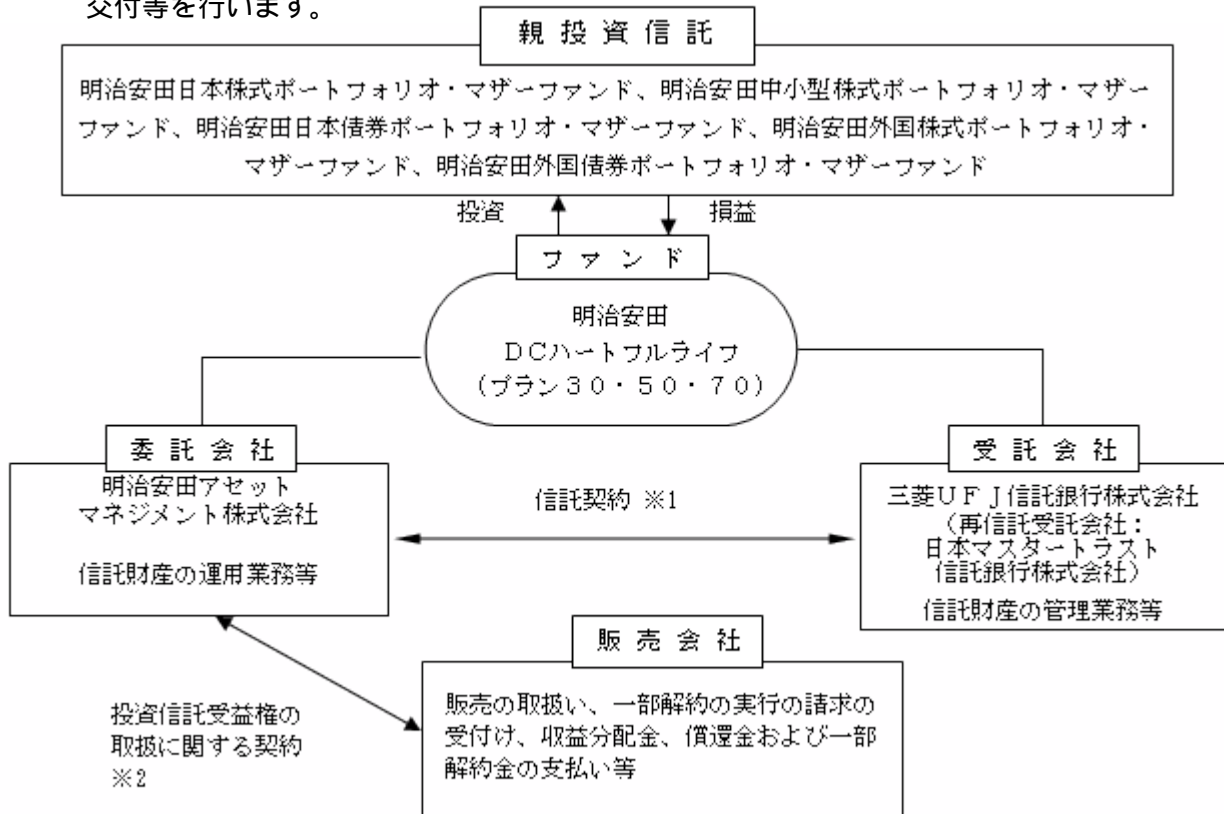 交付等を行います。
親投資信託
明治安田日本株式ポートフォリオ・マザーファンド、明治安田中小型株式ポートフォリオ・マザー
ファンド、明治安田日本債券ポートフォリオ・マザーファンド、明治安田外国株式ポートフォリオ・
マザーファンド、明治安田外国債券ポートフォリオ・マザーファンド
投資
損益
ファンド
明治安田
DCハートフルライフ
(プラン30・50・70)
委託会社
明治安田アセット
マネジメント株式会社
信託財産の運用業務等
信託契約 ※1
受託会社
三菱UFJ信託銀行株式会社
(再信託受託会社:
日本マスタートラスト
信託銀行株式会社)
信託財産の管理業務等
投資信託受益権の
取扱に関する契約
※2
販売会社
販売の取扱い、一部解約の実行の請求の
受付け、収益分配金、償還金および一部
解約金の支払い等